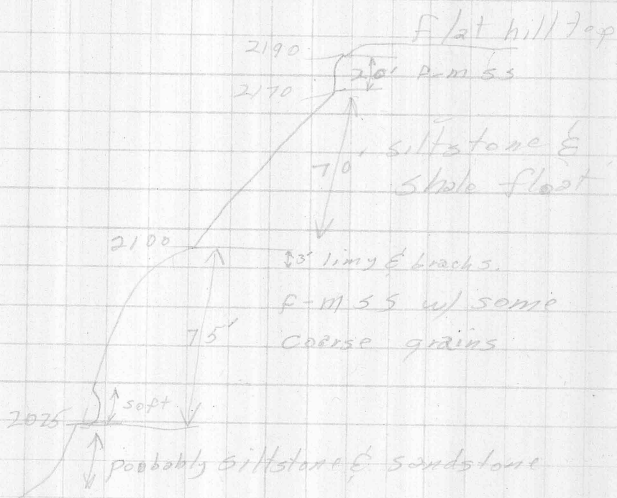 flat hilltop
2190
20' f-m ss
2170
siltstone &
70'
shale float
2100
3' limy & brachs.
f-m ss w/ some
75'
coarse grains
soft
2025
probably siltstone & sandstone